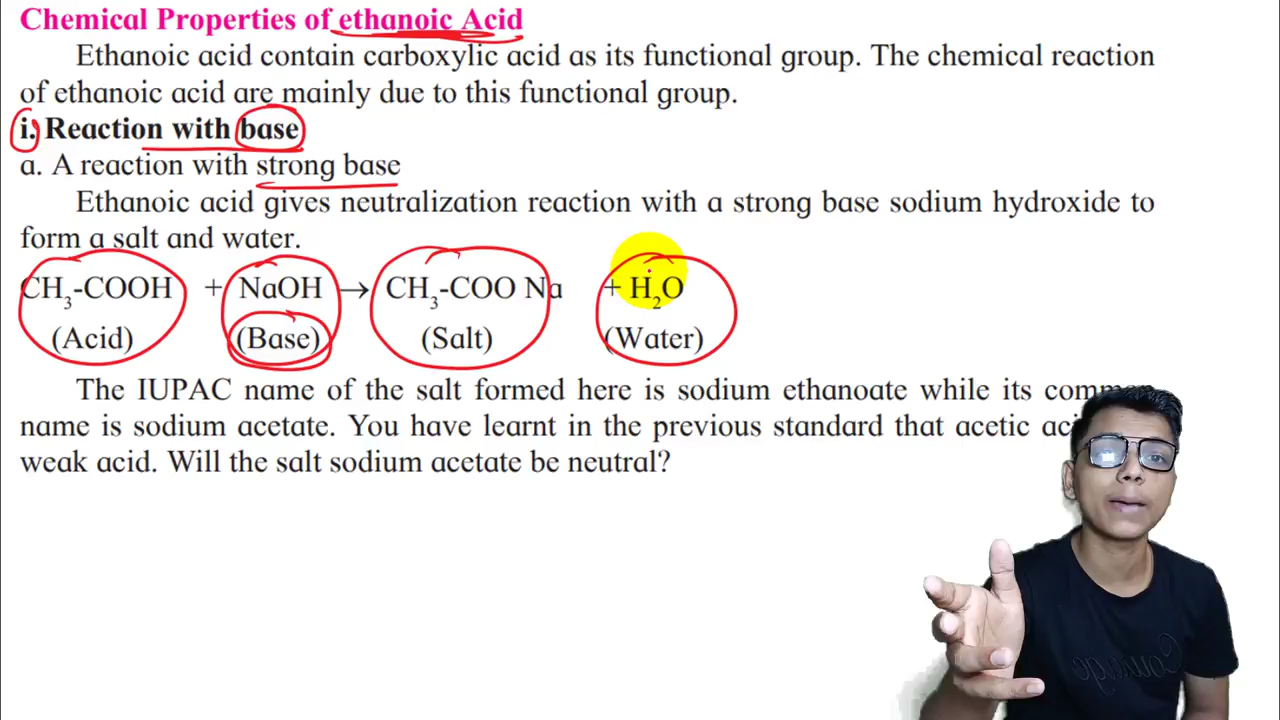 Chemical Properties of ethanoic Acid
Ethanoic acid contain carboxylic acid as its functional group. The chemical reaction
of ethanoic acid are mainly due to this functional group.
i. Reaction with base
a. A reaction with strong base
Ethanoic acid gives neutralization reaction with a strong base sodium hydroxide to
form a salt and water.
CH₃-COOH + NaOH → CH₃-COO Na + H₂O
(Acid) (Base) (Salt) (Water)
The IUPAC name of the salt formed here is sodium ethanoate while its common
name is sodium acetate. You have learnt in the previous standard that acetic
weak acid. Will the salt sodium acetate be neutral?